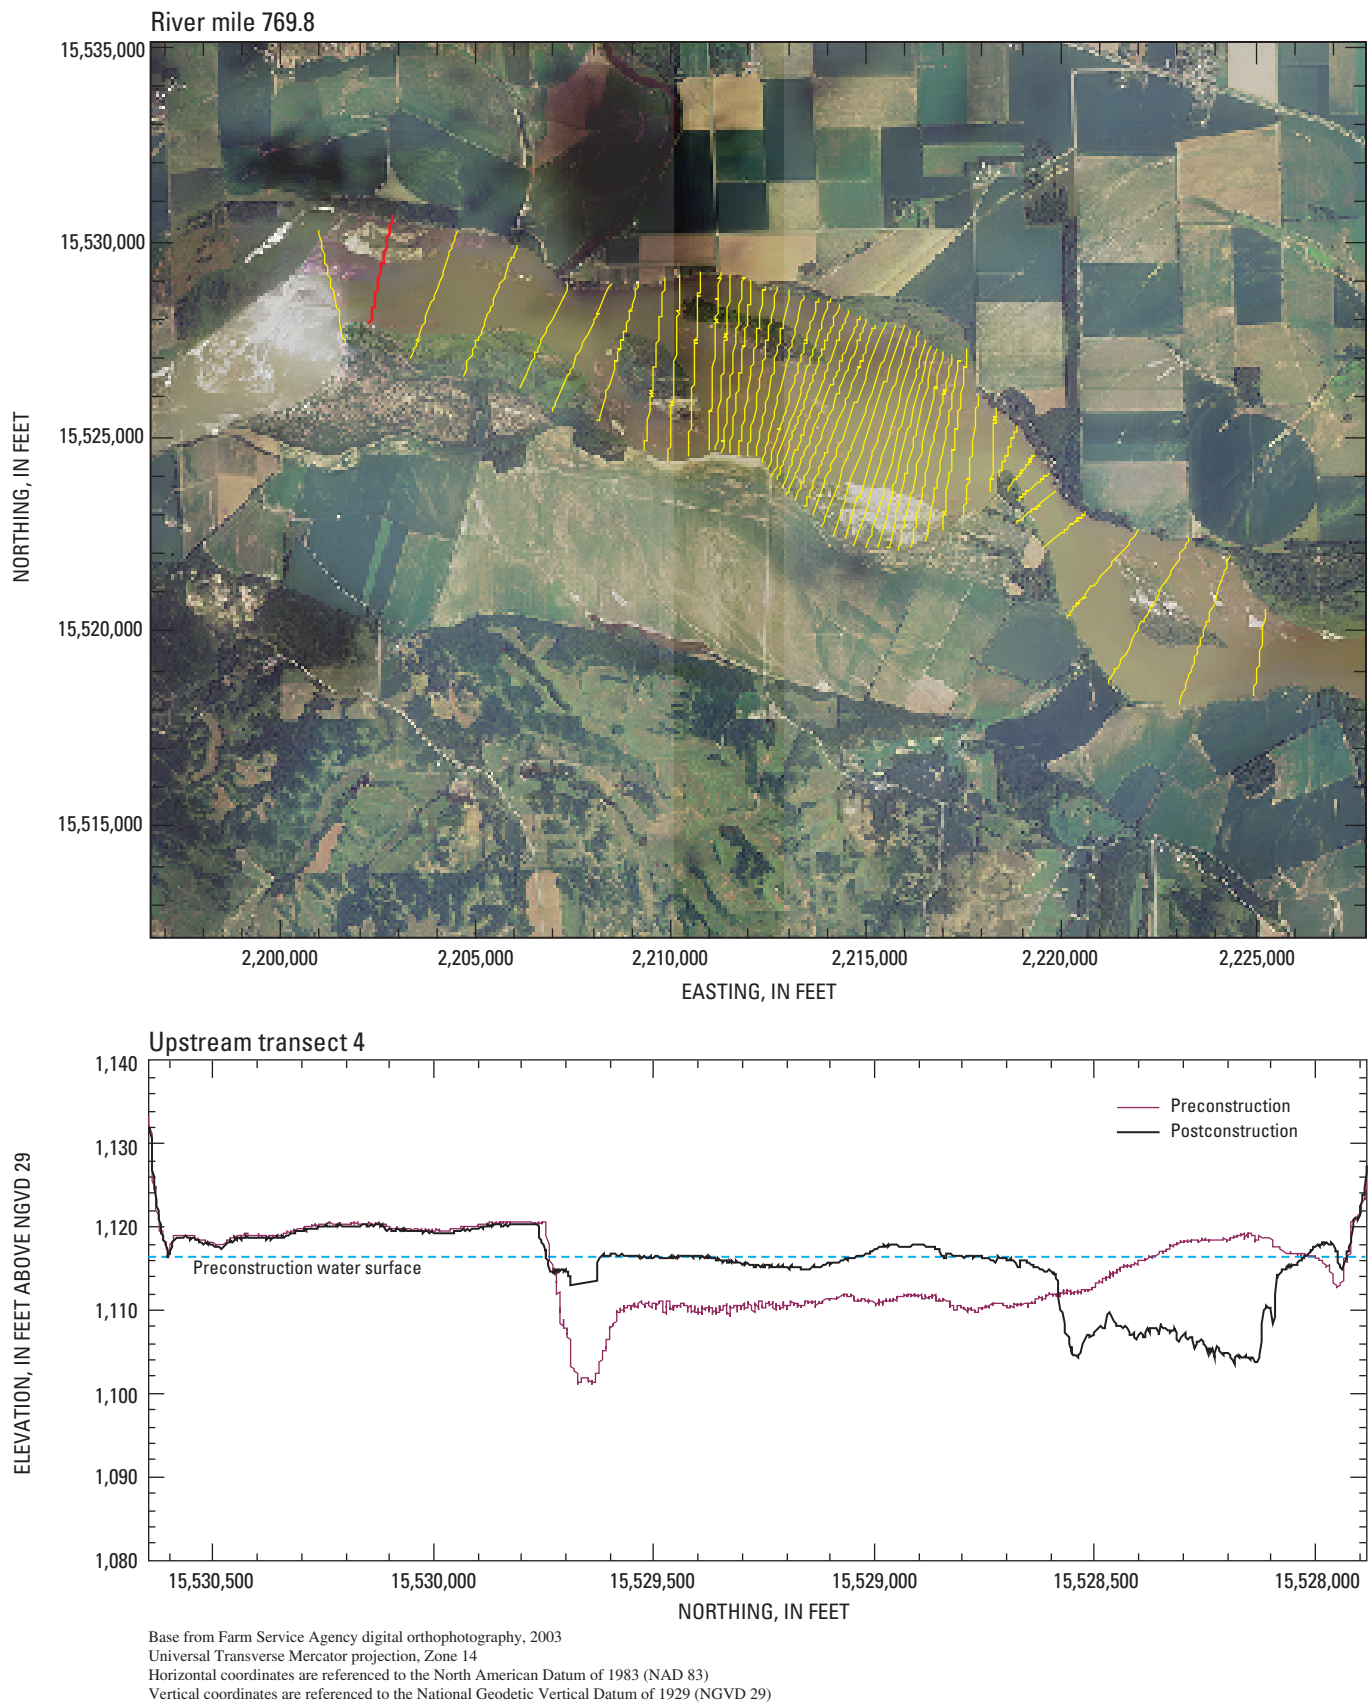 River mile 769.8
15,535,000
15,530,000
15,525,000
15,520,000
15,515,000
NORTHING, IN FEET
2,200,000 2,205,000 2,210,000 2,215,000 2,220,000 2,225,000
EASTING, IN FEET
Upstream transect 4
1,140
1,130
1,120
1,110
1,100
1,090
1,080
ELEVATION, IN FEET ABOVE NGVD 29
Preconstruction
Postconstruction
Preconstruction water surface
15,530,500 15,530,000 15,529,500 15,529,000 15,528,500 15,528,000
NORTHING, IN FEET
Base from Farm Service Agency digital orthophotography, 2003
Universal Transverse Mercator projection, Zone 14
Horizontal coordinates are referenced to the North American Datum of 1983 (NAD 83)
Vertical coordinates are referenced to the National Geodetic Vertical Datum of 1929 (NGVD 29)